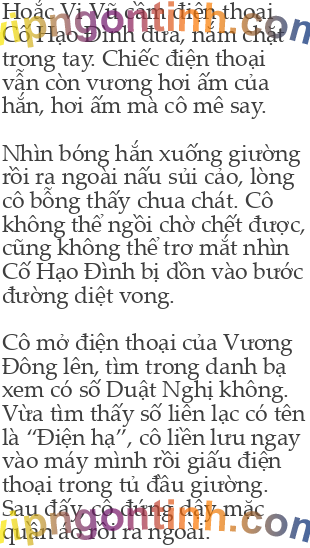 Hoắc Vi Vũ cầm điện thoại
Cố Hạo Đình đưa, nắm chặt
trong tay. Chiếc điện thoại
vẫn còn vương hơi ấm của
hắn, hơi ấm mà cô mê say.
Nhìn bóng hắn xuống giường
rồi ra ngoài nấu sủi cảo, lòng
cô bỗng thấy chua chát. Cô
không thể ngồi chờ chết được,
cũng không thể trơ mắt nhìn
Cố Hạo Đình bị dồn vào bước
đường diệt vong.
Cô mở điện thoại của Vương
Đông lên, tìm trong danh bạ
xem có số Duật Nghị không.
Vừa tìm thấy số liên lạc có tên
là “Điện hạ”, cô liền lưu ngay
vào máy mình rồi giấu điện
thoại trong tủ đầu giường.
Sau đấy, cô đứng dậy mặc
quần áo rồi ra ngoài.
vipngontinh.com
vipngontinh.com